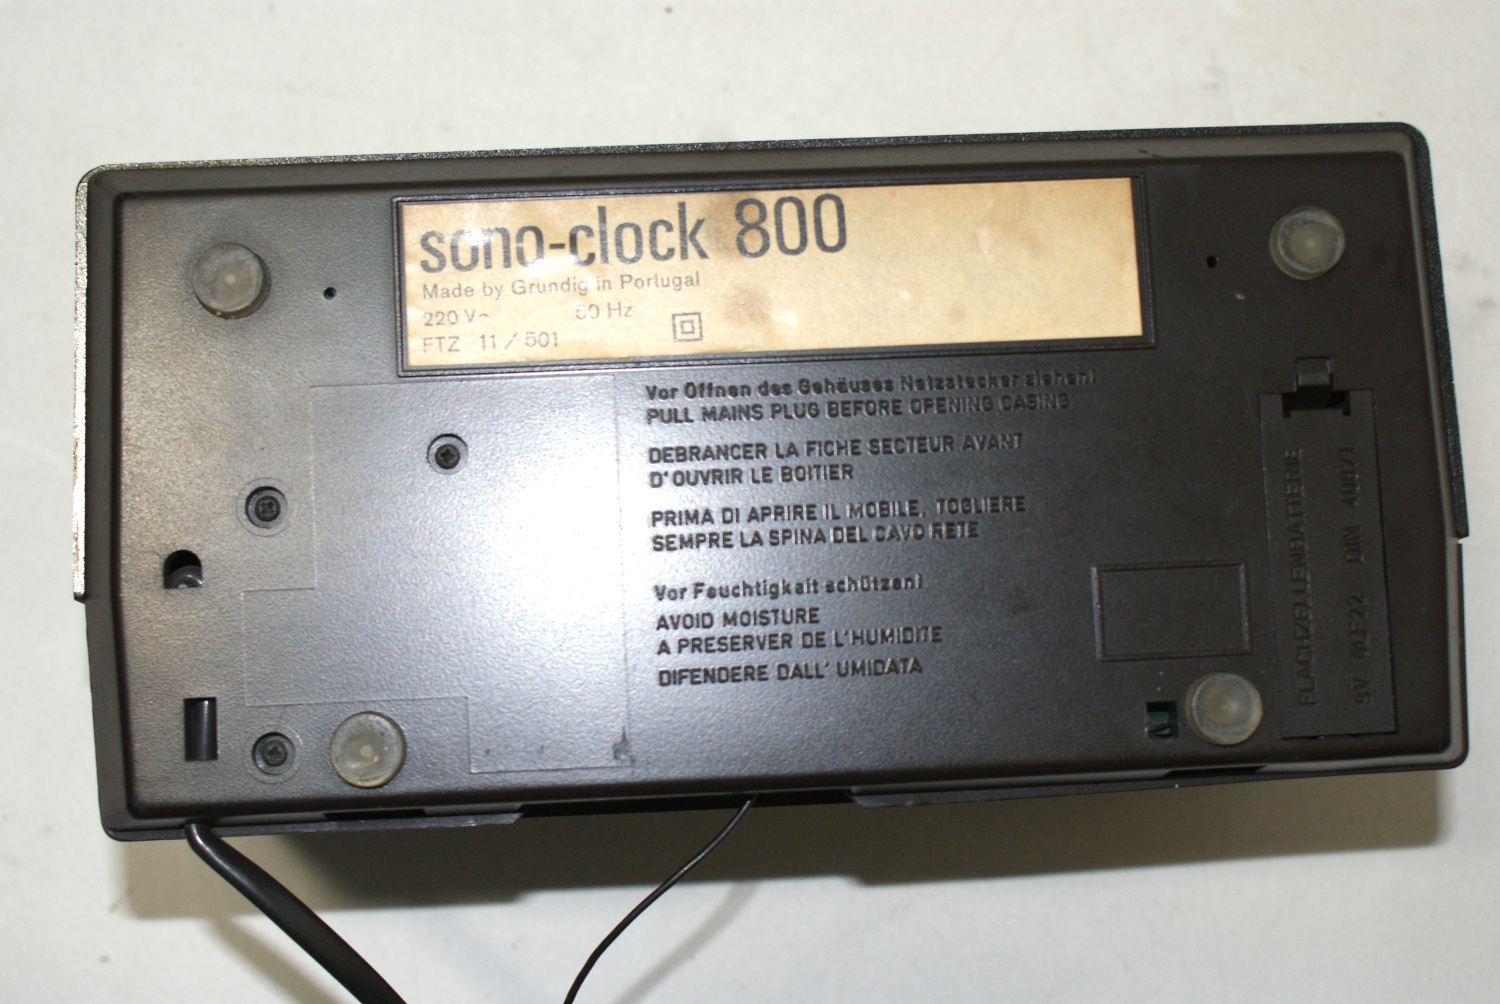 sono-clock 800
Made by Grundig in Portugal
220 V~ 50 Hz
FTZ 11/501
Vor Öffnen des Gehäuses Netzstecker ziehen!
PULL MAINS PLUG BEFORE OPENING CASING
DEBRANCER LA FICHE SECTEUR AVANT
D'OUVRIR LE BOITIER
PRIMA DI APRIRE IL MOBILE, TOGLIERE
SEMPRE LA SPINA DEL CAVO RETE
Vor Feuchtigkeit schützen!
AVOID MOISTURE
A PRESERVER DE L'HUMIDITE
DIFENDERE DALL' UMIDATA
FLACHZELLENBATTERIE
9V 6LF22 DIN